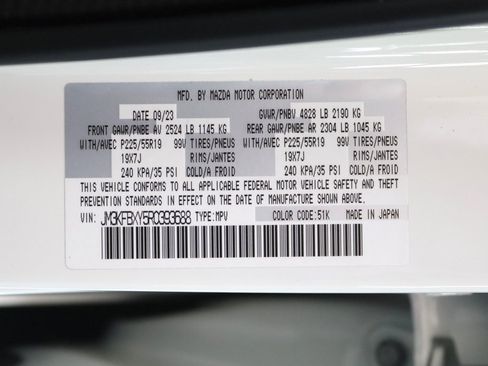 MFD. BY MAZDA MOTOR CORPORATION
DATE 09/23 GVWR/PNBV 4828 LB 2190 KG
FRONT GAWR/PNBE AV 2524 LB 1145 KG REAR GAWR/PNBE AR 2304 LB 1045 KG
WITH/AVEC P225/55R19 99V TIRES/PNEUS WITH/AVEC P225/55R19 99V TIRES/PNEUS
19X7J RIMS/JANTES 19X7J RIMS/JANTES
240 KPA/35 PSI COLD/A FROID 240 KPA/35 PSI COLD/A FROID
THIS VEHICLE CONFORMS TO ALL APPLICABLE FEDERAL MOTOR VEHICLE SAFETY AND THEFT
PREVENTION STANDARDS IN EFFECT ON THE DATE OF MANUFACTURE SHOWN ABOVE.
VIN: JM3KFBXY5R0393688 TYPE:MPV COLOR CODE:51K MADE IN JAPAN